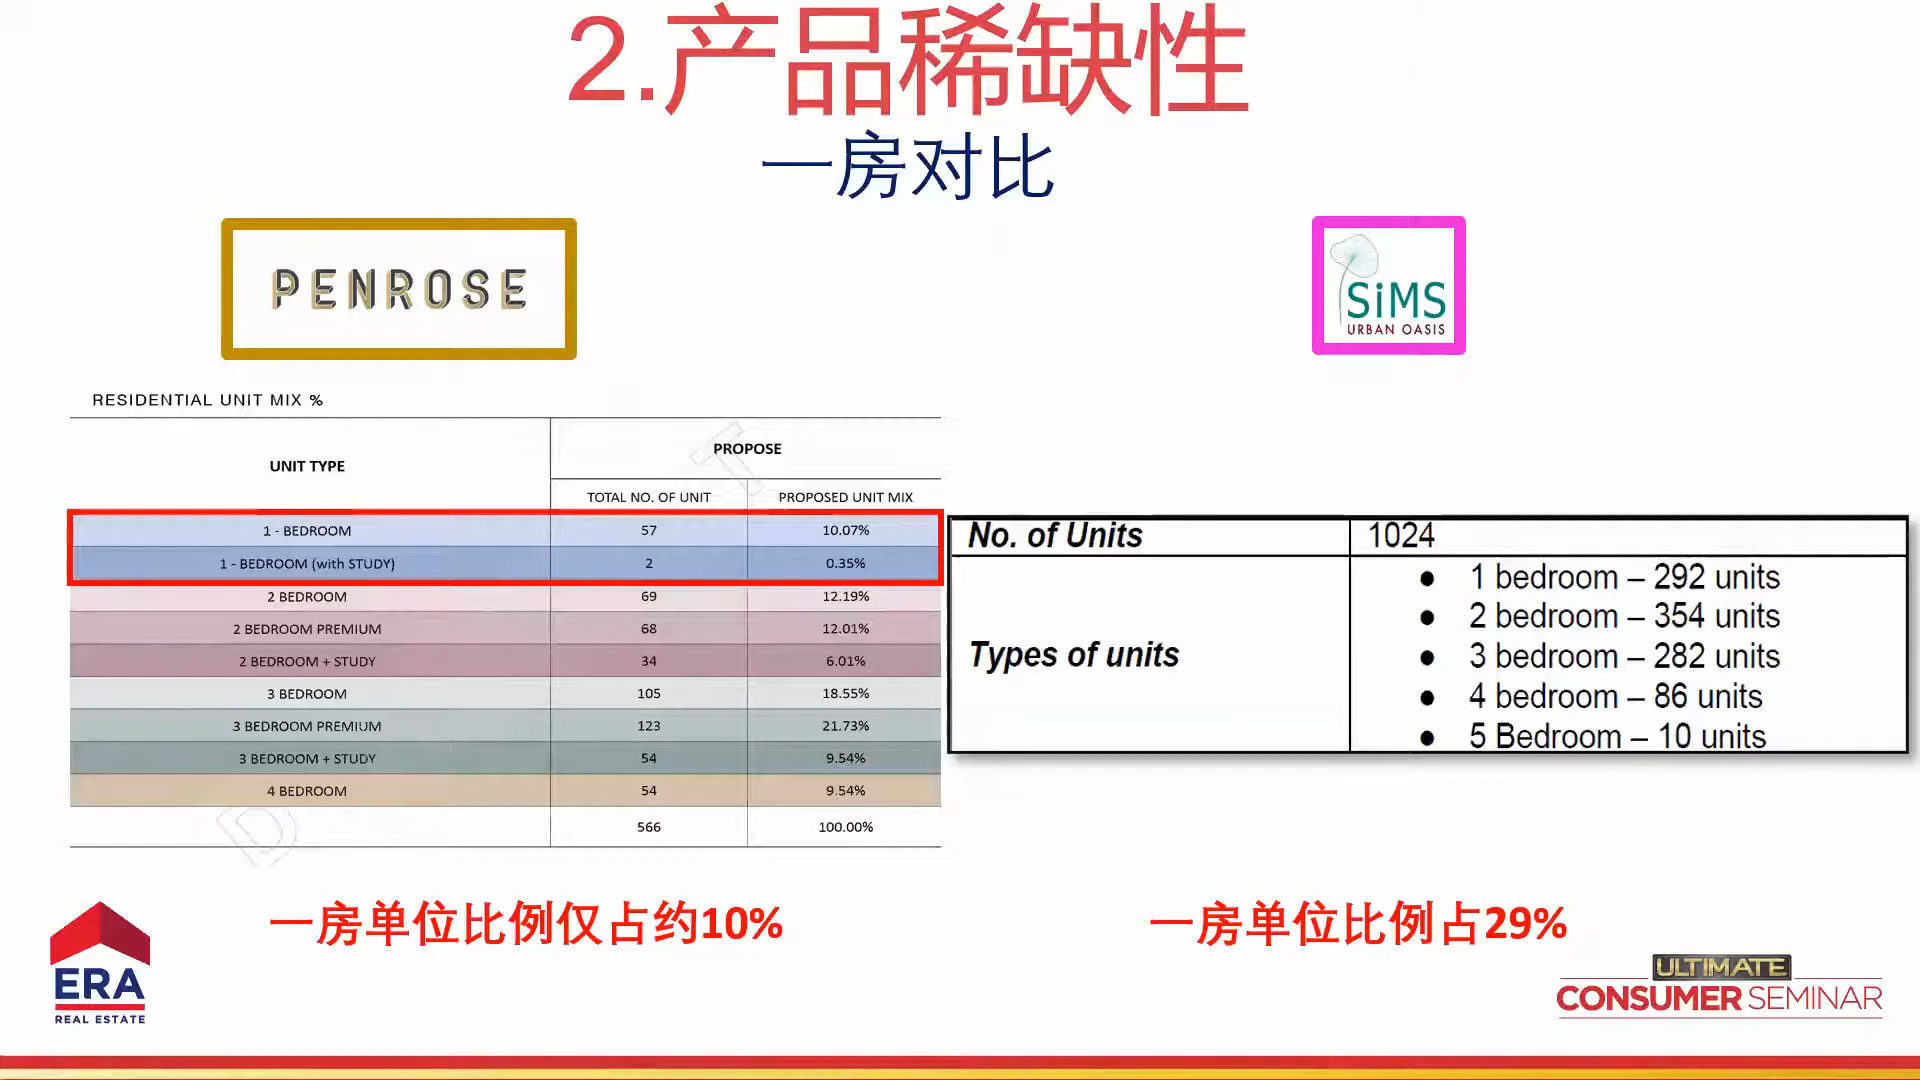 2.产品稀缺性
一房对比
PENROSE
SiMS
URBAN OASIS
RESIDENTIAL UNIT MIX %
UNIT TYPE
PROPOSE
TOTAL NO. OF UNIT PROPOSED UNIT MIX
1 - BEDROOM 57 10.07%
1 - BEDROOM (with STUDY) 2 0.35%
2 BEDROOM 69 12.19%
2 BEDROOM PREMIUM 68 12.01%
2 BEDROOM + STUDY 34 6.01%
3 BEDROOM 105 18.55%
3 BEDROOM PREMIUM 123 21.73%
3 BEDROOM + STUDY 54 9.54%
4 BEDROOM 54 9.54%
566 100.00%
No. of Units 1024
Types of units
● 1 bedroom – 292 units
● 2 bedroom – 354 units
● 3 bedroom – 282 units
● 4 bedroom – 86 units
● 5 Bedroom – 10 units
一房单位比例仅占约10%
一房单位比例占29%
ERA
REAL ESTATE
ULTIMATE
CONSUMER SEMINAR